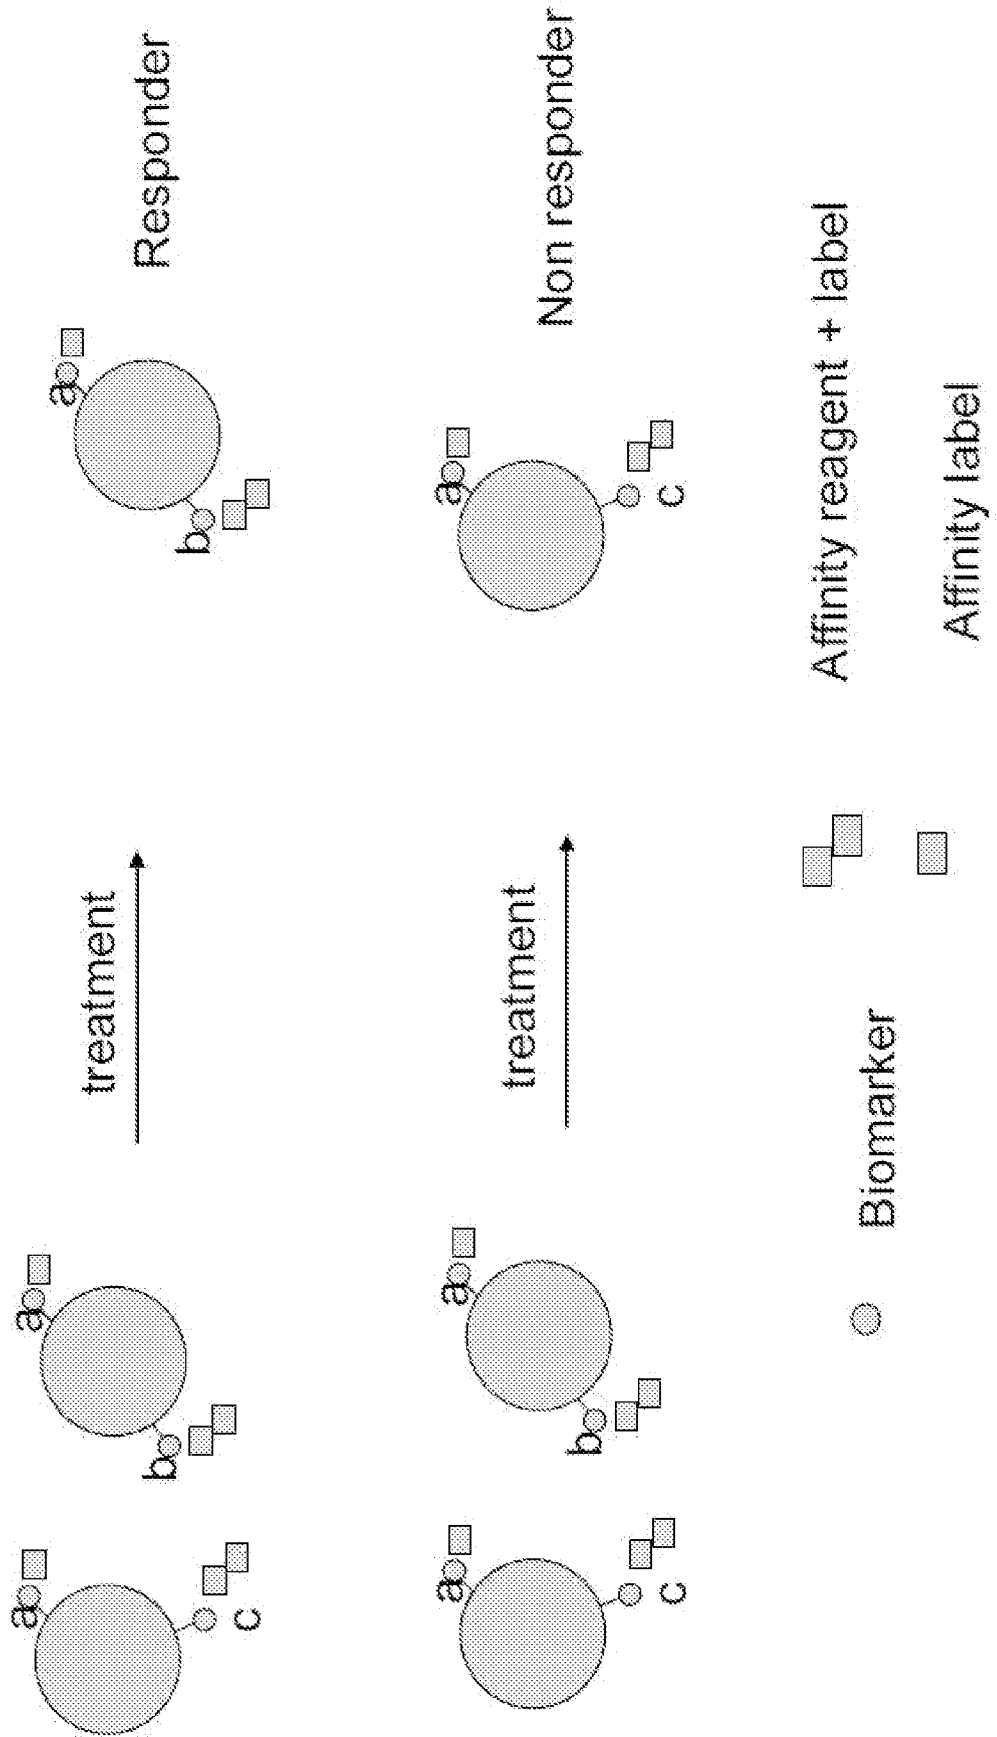 a
a
a
treatment
Responder
b
b
c
a
a
a
treatment
Non responder
b
c
c
Affinity reagent + label
Biomarker
Affinity label